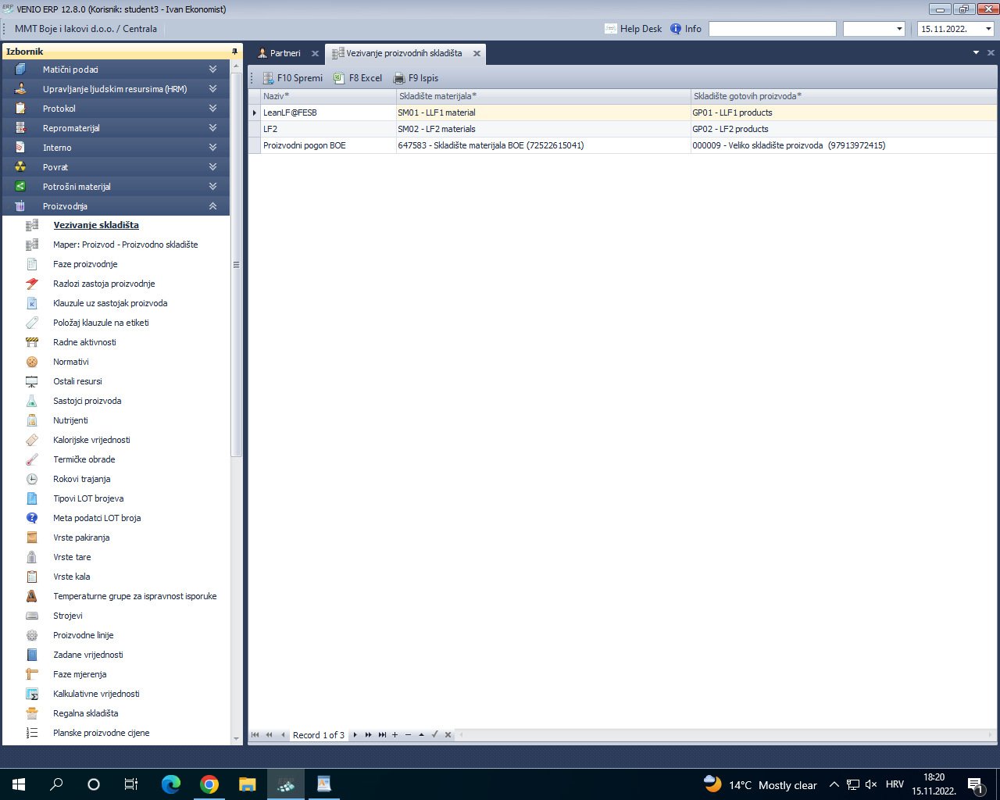 ERP VENIO ERP 12.8.0 (Korisnik: student3 - Ivan Ekonomist)
MMT Boje i lakovi d.o.o. / Centrala
Help Desk
Info
15.11.2022.
Izbornik
Matični podaci
Upravljanje ljudskim resursima (HRM)
Protokol
Repromaterijal
Interno
Povrat
Potrošni materijal
Proizvodnja
Vezivanje skladišta
Maper: Proizvod - Proizvodno skladište
Faze proizvodnje
Razlozi zastoja proizvodnje
Klauzule uz sastojak proizvoda
Položaj klauzule na etiketi
Radne aktivnosti
Normativi
Ostali resursi
Sastojci proizvoda
Nutrijenti
Kalorijske vrijednosti
Termičke obrade
Rokovi trajanja
Tipovi LOT brojeva
Meta podatci LOT broja
Vrste pakiranja
Vrste tare
Vrste kala
Temperaturne grupe za ispravnost isporuke
Strojevi
Proizvodne linije
Zadane vrijednosti
Faze mjerenja
Kalkulativne vrijednosti
Regalna skladišta
Planske proizvodne cijene
Partneri
Vezivanje proizvodnih skladišta
F10 Spremi
F8 Excel
F9 Ispis
Naziv* Skladište materijala* Skladište gotovih proizvoda*
LeanLF@FESB SM01 - LLF1 material GP01 - LLF1 products
LF2 SM02 - LF2 materials GP02 - LF2 products
Proizvodni pogon BOE 647583 - Skladište materijala BOE (72522615041) 000009 - Veliko skladište proizvoda (97913972415)
Record 1 of 3
14°C Mostly clear
HRV
18:20
15.11.2022.
1